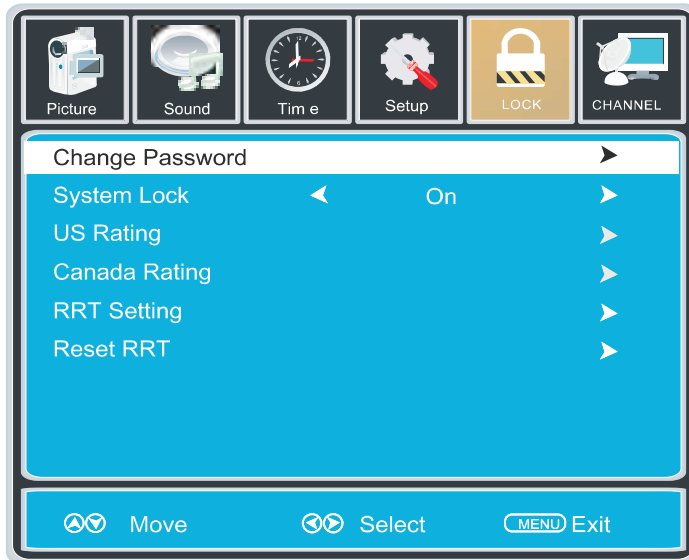 Picture Sound Tim e Setup LOCK CHANNEL
Change Password
System Lock On
US Rating
Canada Rating
RRT Setting
Reset RRT
Move Select MENU Exit